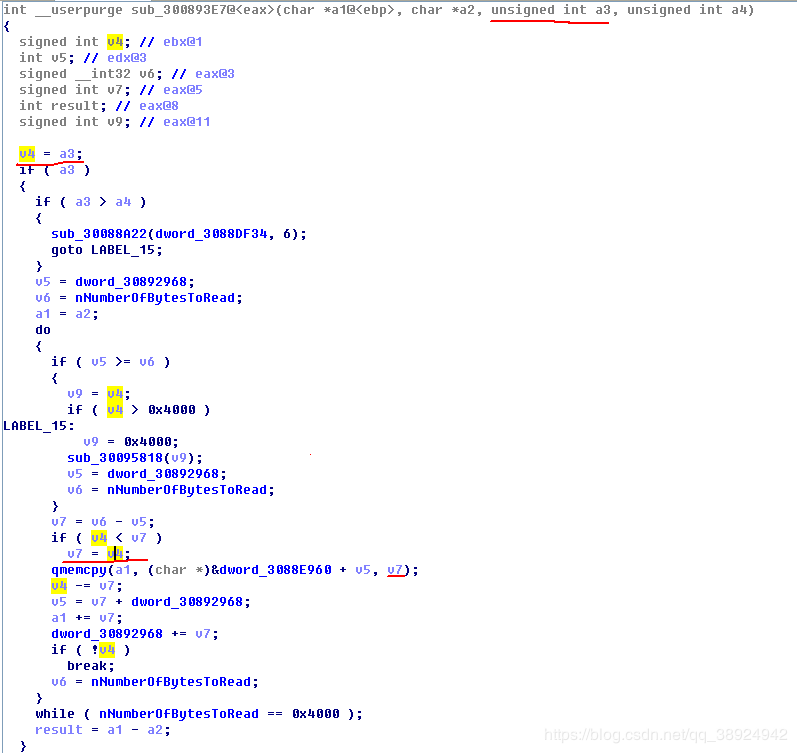 int __userpurge sub_300893E7@<eax>(char *a1@<ebp>, char *a2, unsigned int a3, unsigned int a4)
{
signed int v4; // ebx@1
int v5; // edx@3
signed __int32 v6; // eax@3
signed int v7; // eax@5
int result; // eax@8
signed int v9; // eax@11
v4 = a3;
if ( a3 )
{
if ( a3 > a4 )
{
sub_30088A22(dword_3088DF34, 6);
goto LABEL_15;
}
v5 = dword_30892968;
v6 = nNumberOfBytesToRead;
a1 = a2;
do
{
if ( v5 >= v6 )
{
v9 = v4;
if ( v4 > 0x4000 )
LABEL_15:
v9 = 0x4000;
sub_30095818(v9);
v5 = dword_30892968;
v6 = nNumberOfBytesToRead;
}
v7 = v6 - v5;
if ( v4 < v7 )
v7 = v4;
qmemcpy(a1, (char *)&dword_3088E960 + v5, v7);
v4 -= v7;
v5 = v7 + dword_30892968;
a1 += v7;
dword_30892968 += v7;
if ( !v4 )
break;
v6 = nNumberOfBytesToRead;
}
while ( nNumberOfBytesToRead == 0x4000 );
result = a1 - a2;
}
https://blog.csdn.net/qq_38924942